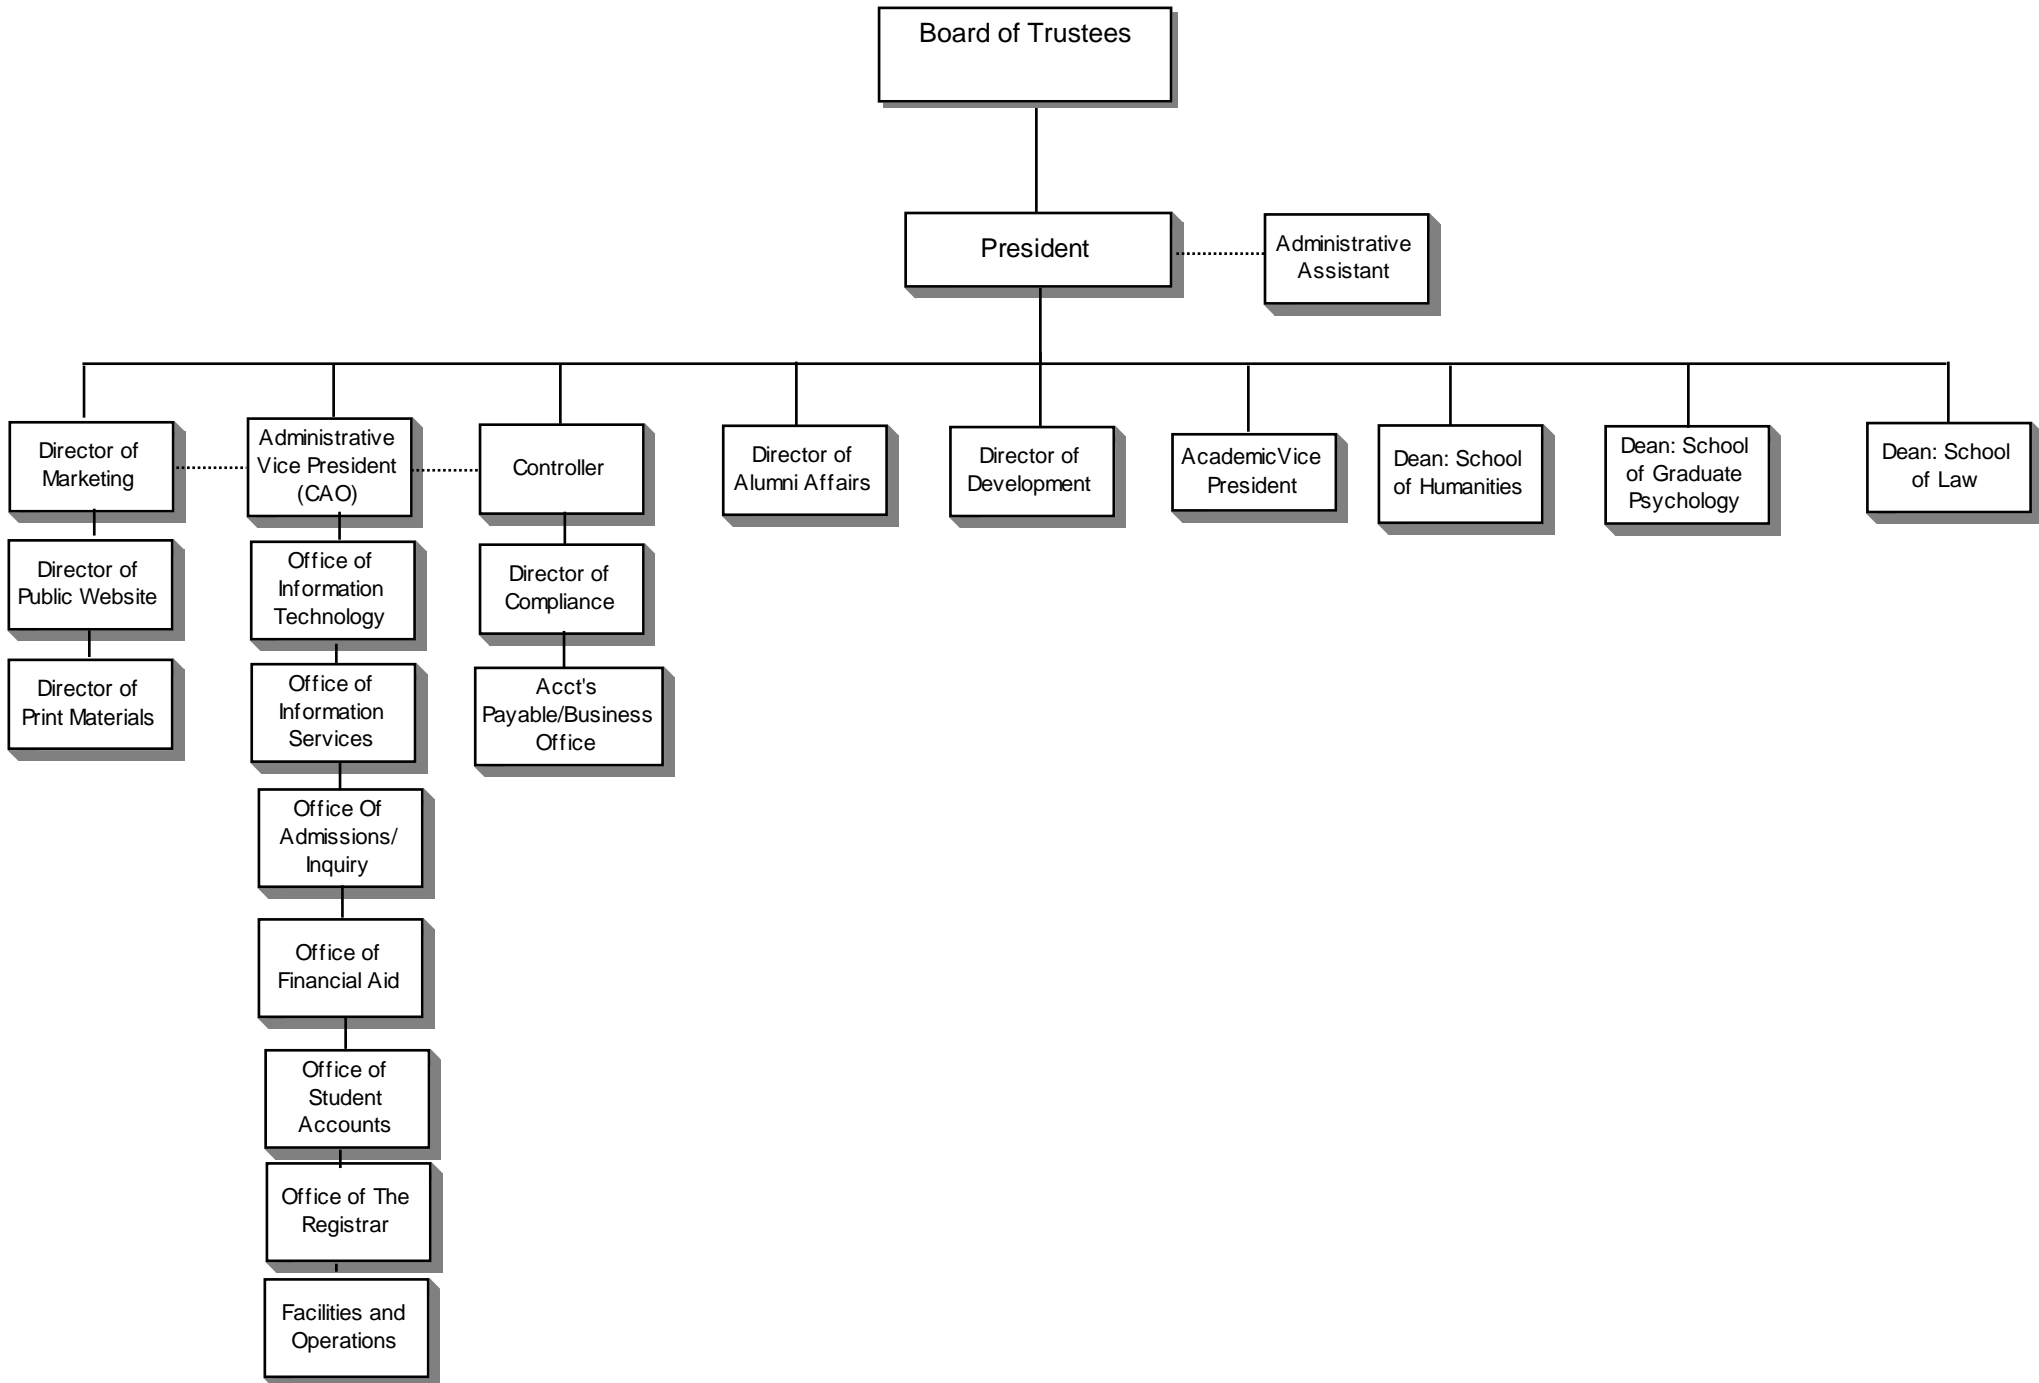 Board of Trustees
President
Administrative
Assistant
Director of
Marketing
Administrative
Vice President
(CAO)
Controller
Director of
Alumni Affairs
Director of
Development
AcademicVice
President
Dean: School
of Humanities
Dean: School
of Graduate
Psychology
Dean: School
of Law
Director of
Public Website
Office of
Information
Technology
Director of
Compliance
Director of
Print Materials
Office of
Information
Services
Acct's
Payable/Business
Office
Office Of
Admissions/
Inquiry
Office of
Financial Aid
Office of
Student
Accounts
Office of The
Registrar
Facilities and
Operations